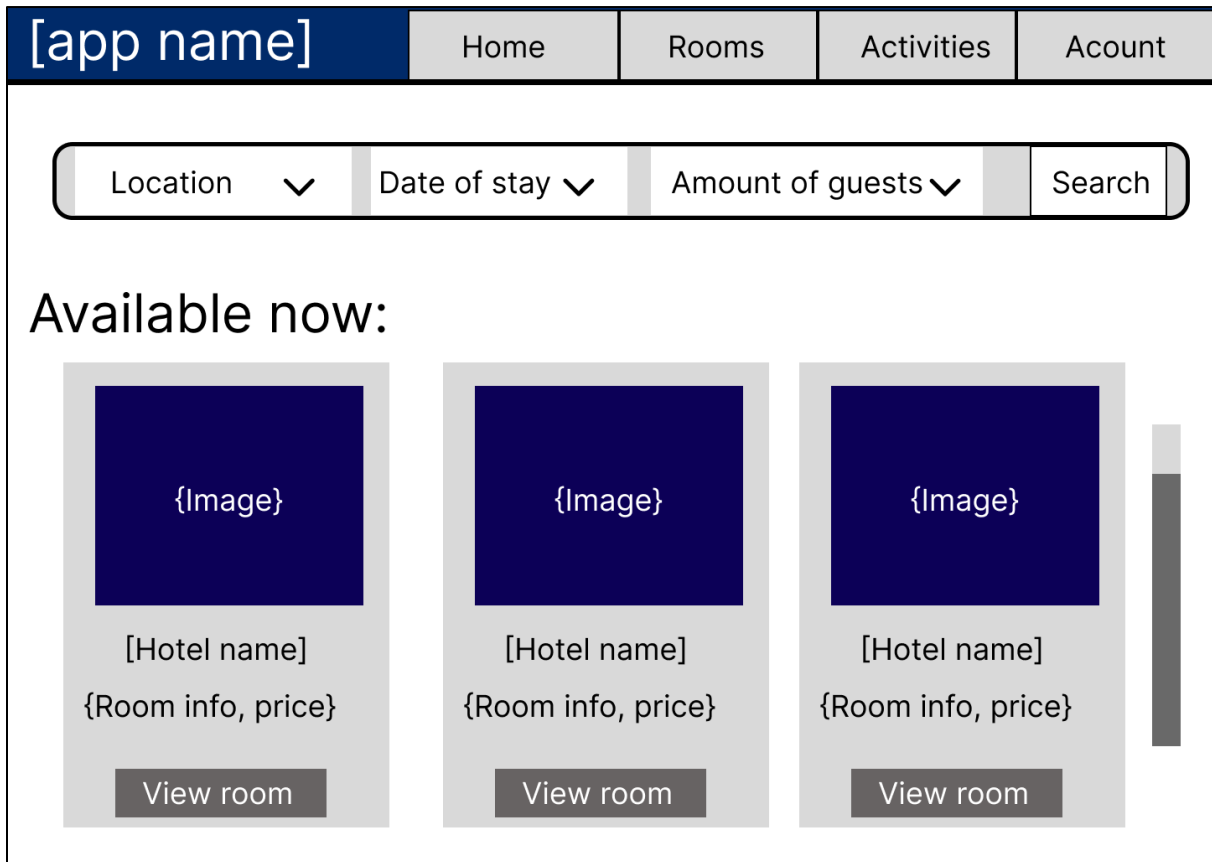 [app name] Home Rooms Activities Acount
Location Date of stay Amount of guests Search
Available now:
{Image} {Image} {Image}
[Hotel name] [Hotel name] [Hotel name]
{Room info, price} {Room info, price} {Room info, price}
View room View room View room